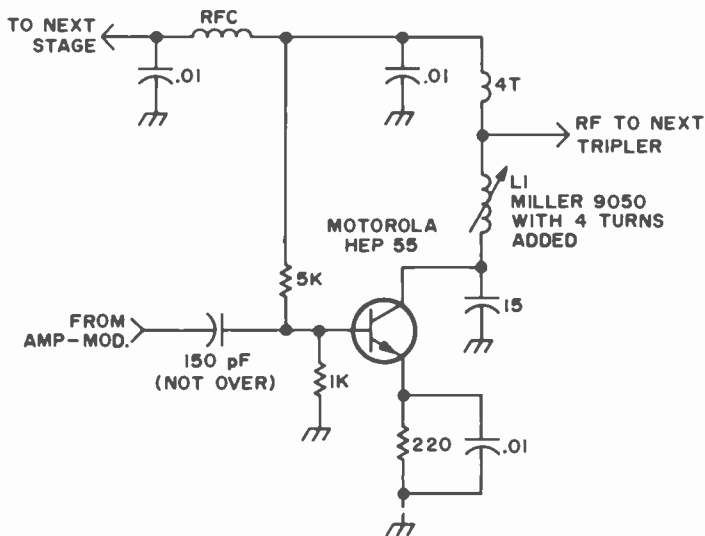 TO NEXT
STAGE
RFC
.01
.01
4T
RF TO NEXT
TRIPLER
L1
MILLER 9050
WITH 4 TURNS
ADDED
MOTOROLA
HEP 55
5K
15
FROM
AMP-MOD.
150 pF
(NOT OVER)
1K
220
.01